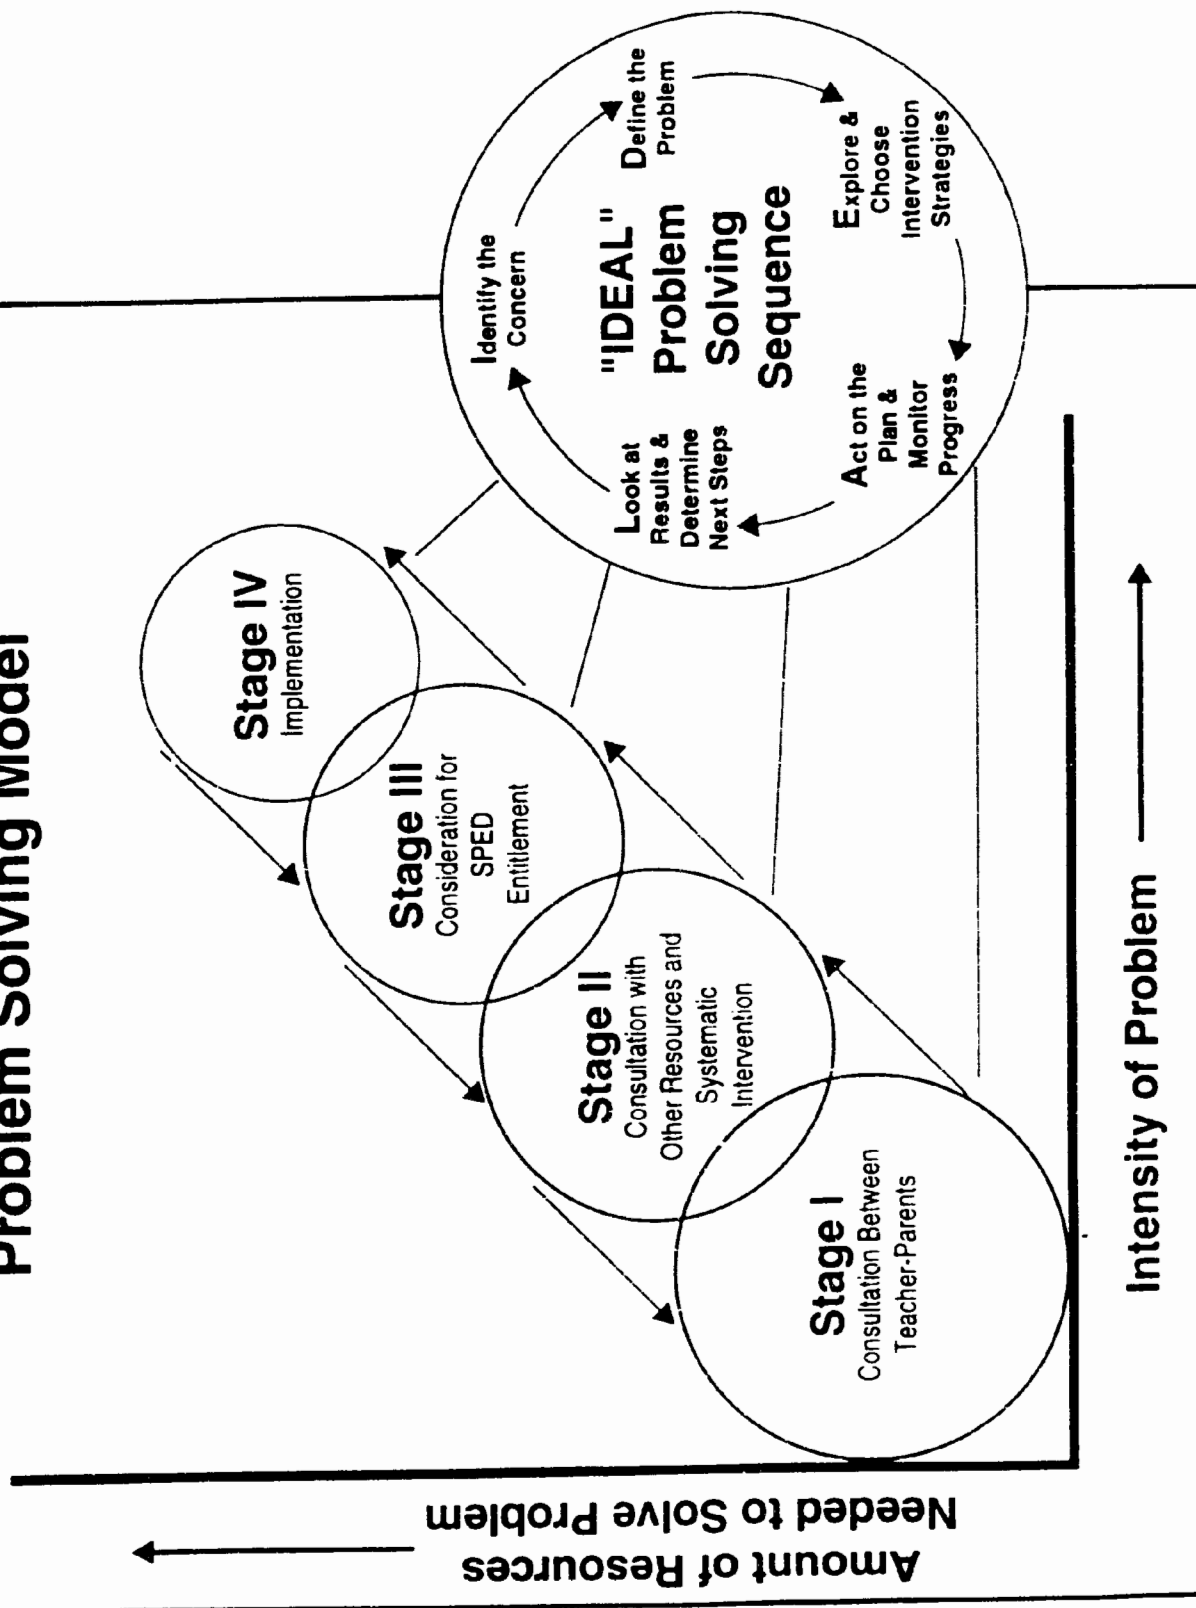 Problem Solving Model
Stage IV
Implementation
Stage III
Consideration for
SPED
Entitlement
Stage II
Consultation with
Other Resources and
Systematic
Intervention
Stage I
Consultation Between
Teacher-Parents
"IDEAL"
Problem
Solving
Sequence
Identify the
Concern
Define the
Problem
Explore &
Choose
Intervention
Strategies
Act on the
Plan &
Monitor
Progress
Look at
Results &
Determine
Next Steps
Amount of Resources
Needed to Solve Problem
Intensity of Problem